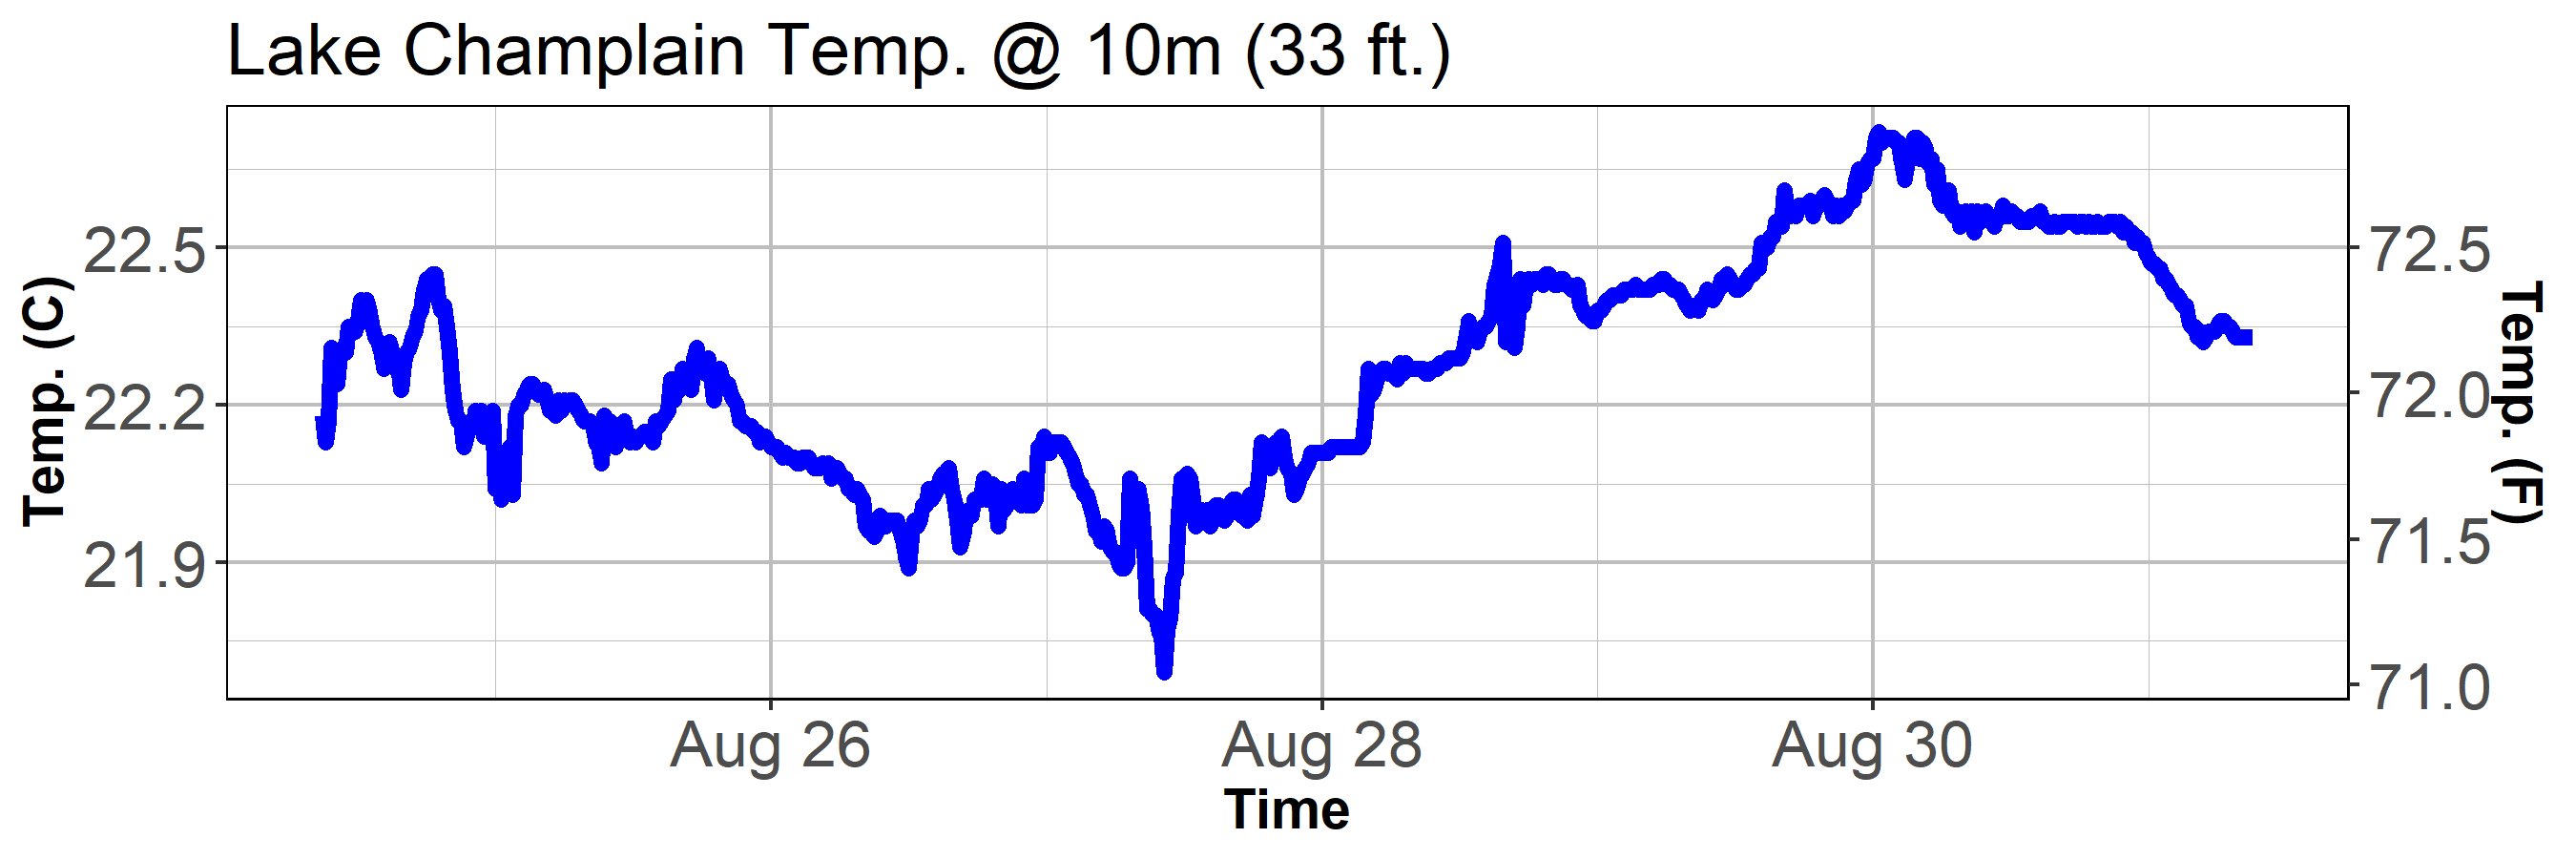 Lake Champlain Temp. @ 10m (33 ft.)
Temp. (C)
22.5
22.2
21.9
72.5
72.0
71.5
71.0
Temp. (F)
Aug 26
Aug 28
Aug 30
Time